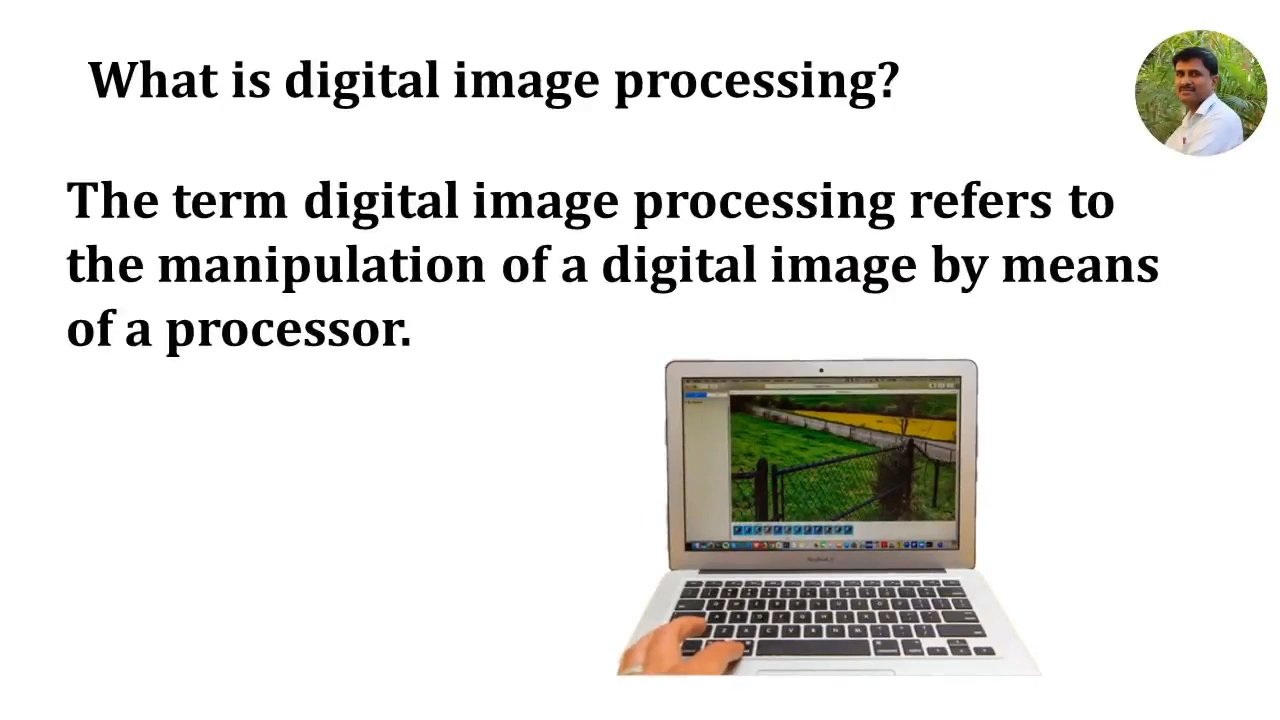 What is digital image processing?
The term digital image processing refers to
the manipulation of a digital image by means
of a processor.